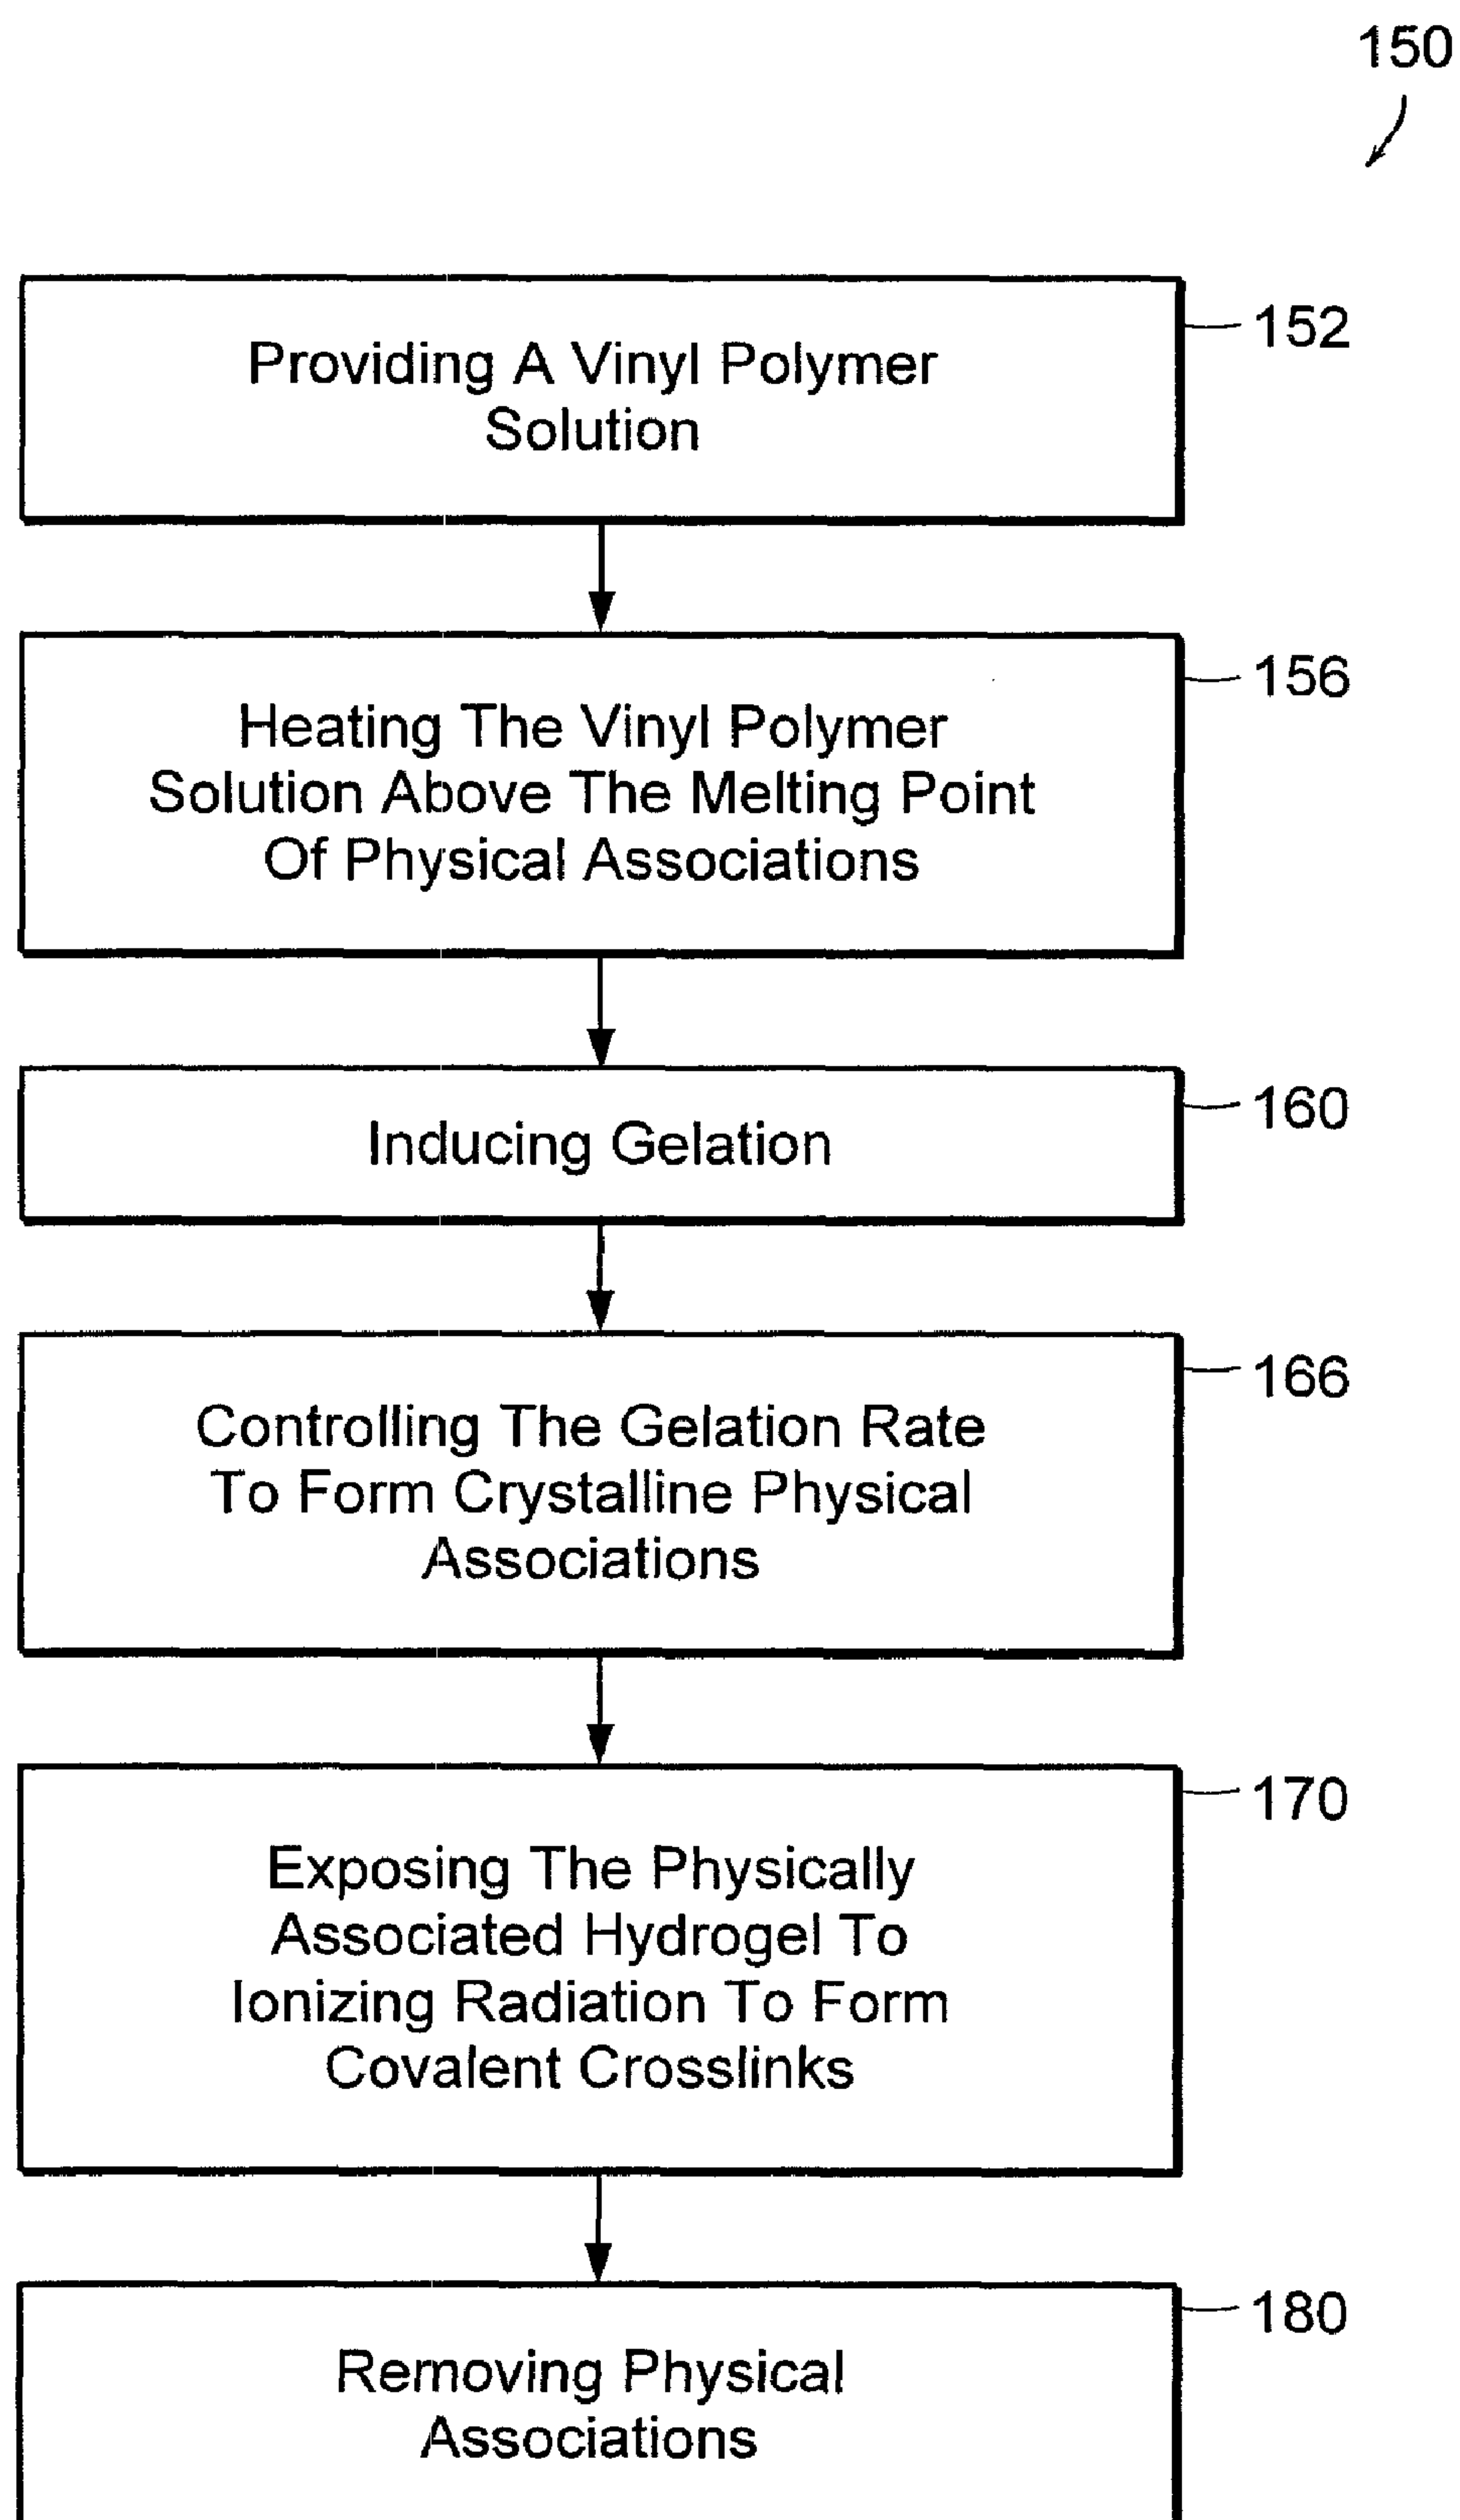 150
Providing A Vinyl Polymer
Solution
152
Heating The Vinyl Polymer
Solution Above The Melting Point
Of Physical Associations
156
Inducing Gelation
160
Controlling The Gelation Rate
To Form Crystalline Physical
Associations
166
Exposing The Physically
Associated Hydrogel To
Ionizing Radiation To Form
Covalent Crosslinks
170
Removing Physical
Associations
180